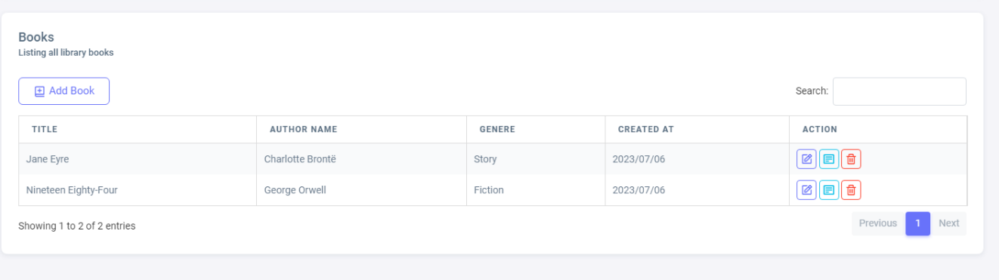 Books
Listing all library books
Add Book
Search:
TITLE AUTHOR NAME GENERE CREATED AT ACTION
Jane Eyre Charlotte Brontë Story 2023/07/06
Nineteen Eighty-Four George Orwell Fiction 2023/07/06
Showing 1 to 2 of 2 entries
Previous 1 Next